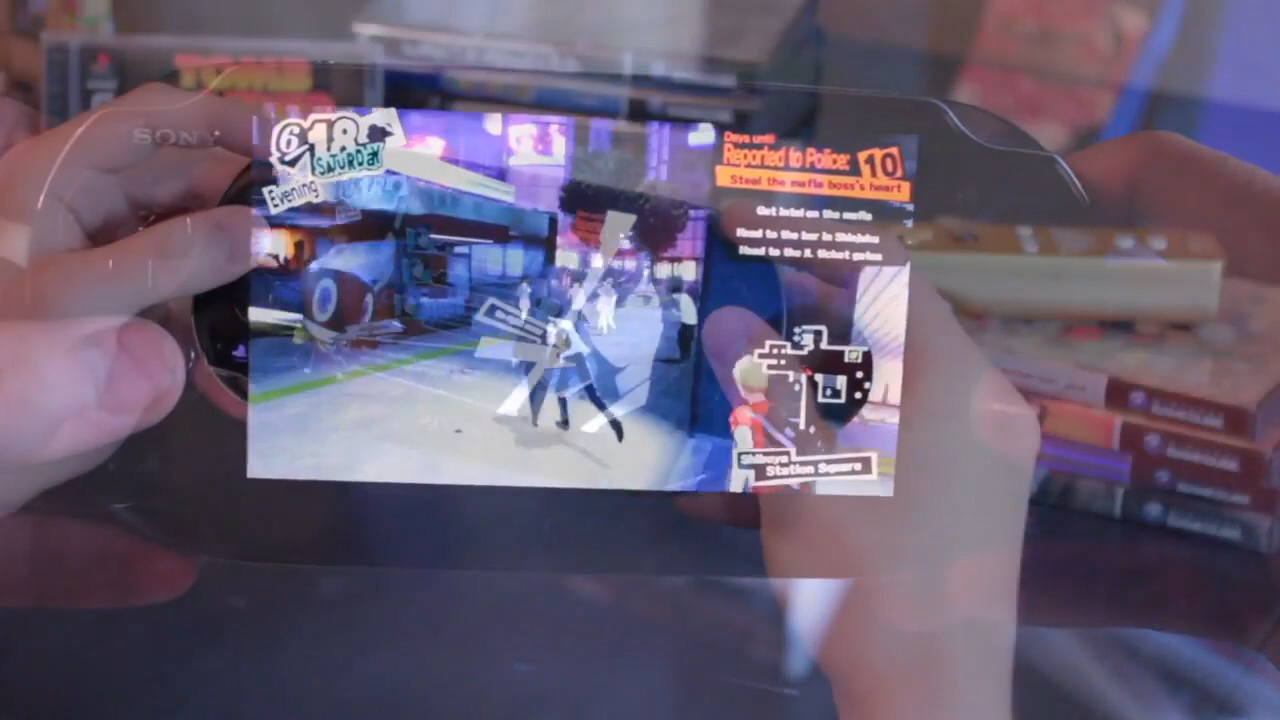 SONY
6/18
SATURDAY
Evening
Days until
Reported to Police: 10
Steal the mafia boss's heart
Get intel on the mafia
Head to the bar in Shinjuku
Head to the JL ticket gates
Shibuya
Station Square